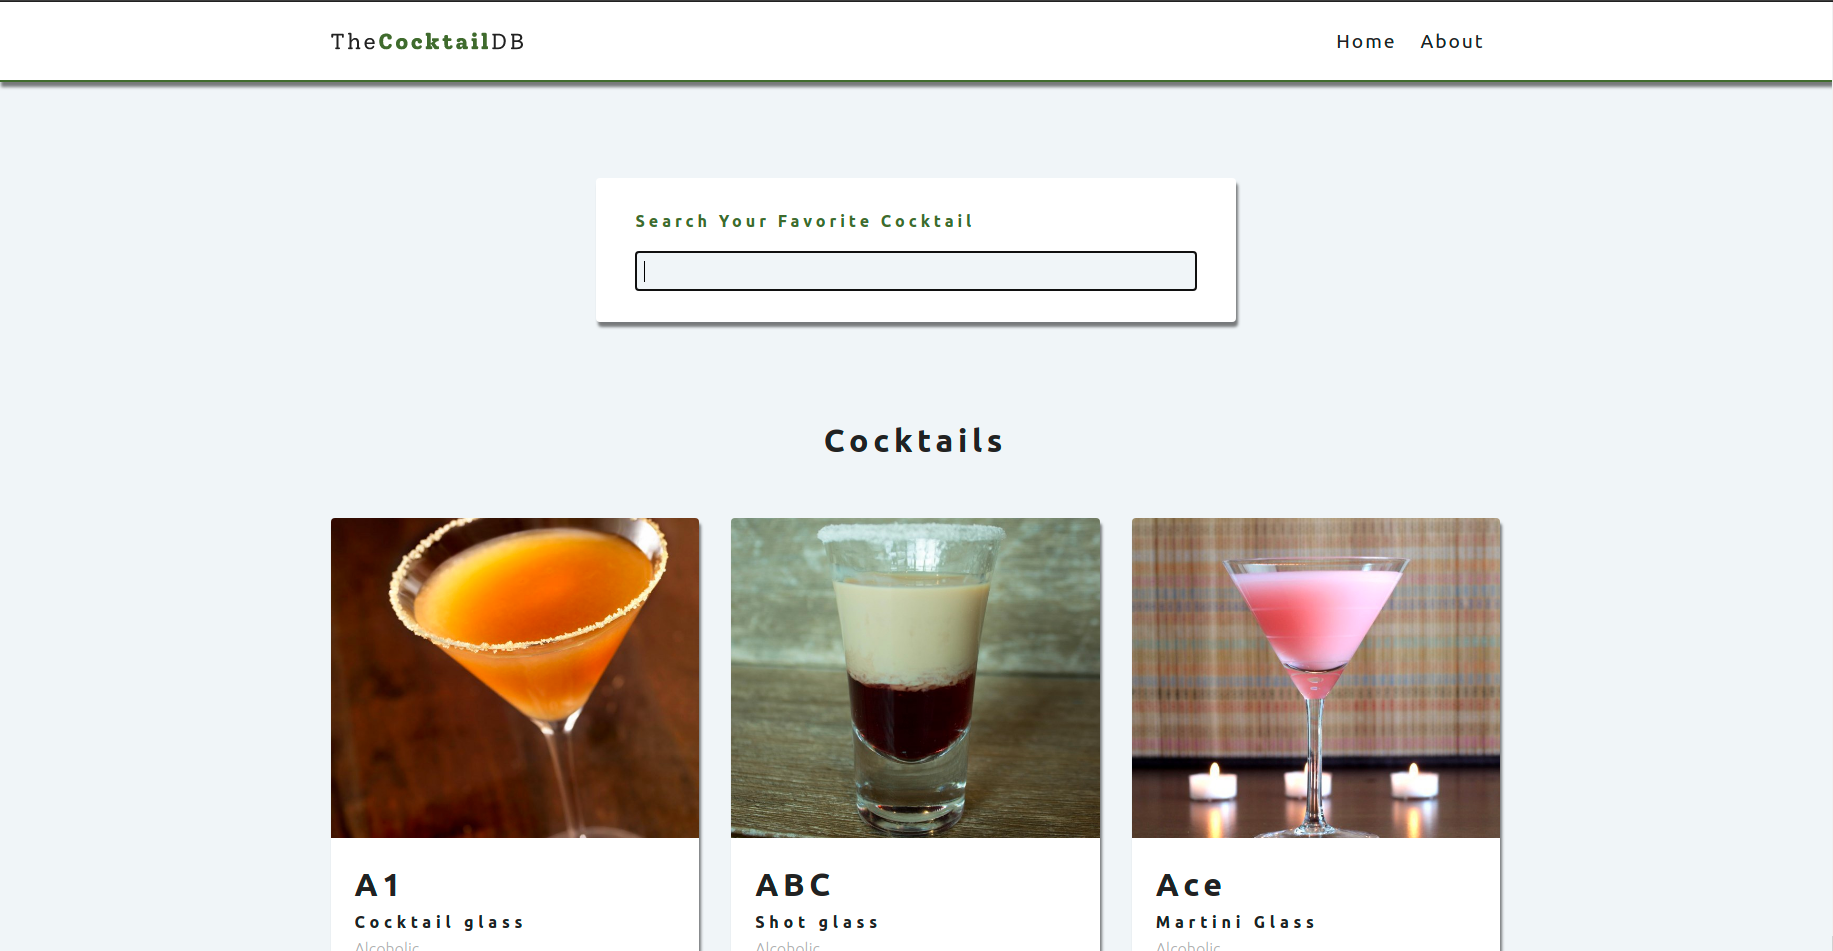 TheCocktailDB
Home About
Search Your Favorite Cocktail
Cocktails
A1
Cocktail glass
Alcoholic
ABC
Shot glass
Alcoholic
Ace
Martini Glass
Alcoholic